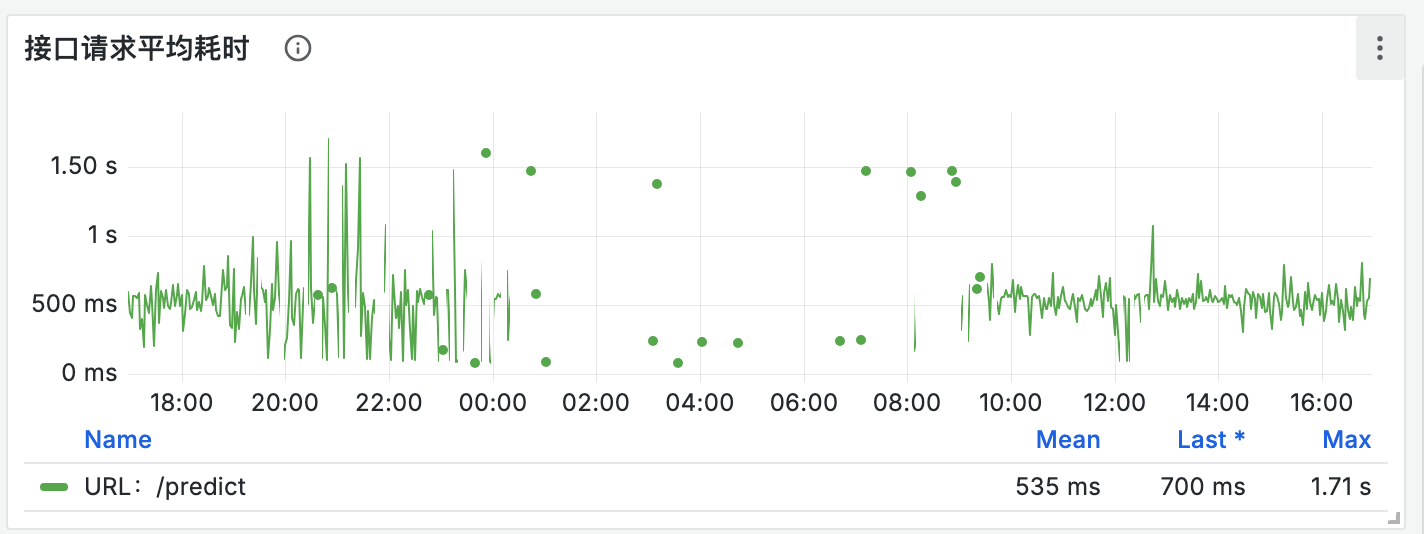 接口请求平均耗时
1.50 s
1 s
500 ms
0 ms
18:00 20:00 22:00 00:00 02:00 04:00 06:00 08:00 10:00 12:00 14:00 16:00
Name Mean Last * Max
URL：/predict 535 ms 700 ms 1.71 s